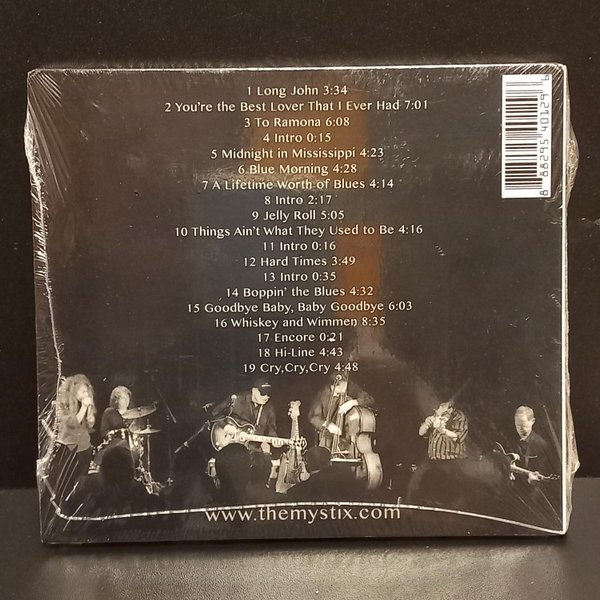 1 Long John 3:34
2 You're the Best Lover That I Ever Had 7:01
3 To Ramona 6:08
4 Intro 0:15
5 Midnight in Mississippi 4:23
6 Blue Morning 4:28
7 A Lifetime Worth of Blues 4:14
8 Intro 2:17
9 Jelly Roll 5:05
10 Things Ain't What They Used to Be 4:16
11 Intro 0:16
12 Hard Times 3:49
13 Intro 0:35
14 Boppin' the Blues 4:32
15 Goodbye Baby, Baby Goodbye 6:03
16 Whiskey and Wimmen 8:35
17 Encore 0:21
18 Hi-Line 4:43
19 Cry,Cry,Cry 4:48
www.themystix.com
8 88295 40129 6